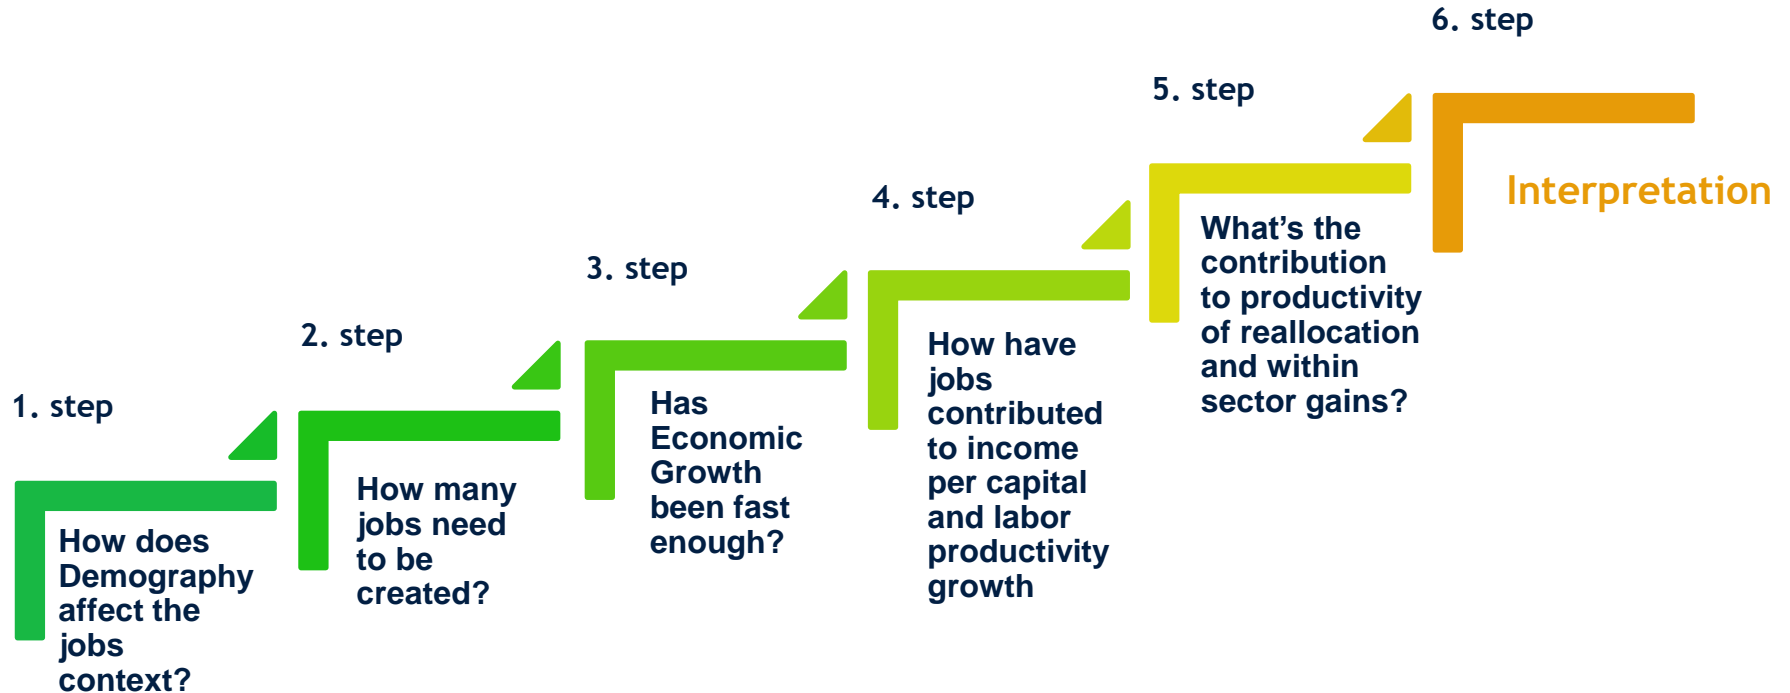 1. step
How does
Demography
affect the
jobs
context?
2. step
How many
jobs need
to be
created?
3. step
Has
Economic
Growth
been fast
enough?
4. step
How have
jobs
contributed
to income
per capital
and labor
productivity
growth
5. step
What’s the
contribution
to productivity
of reallocation
and within
sector gains?
6. step
Interpretation